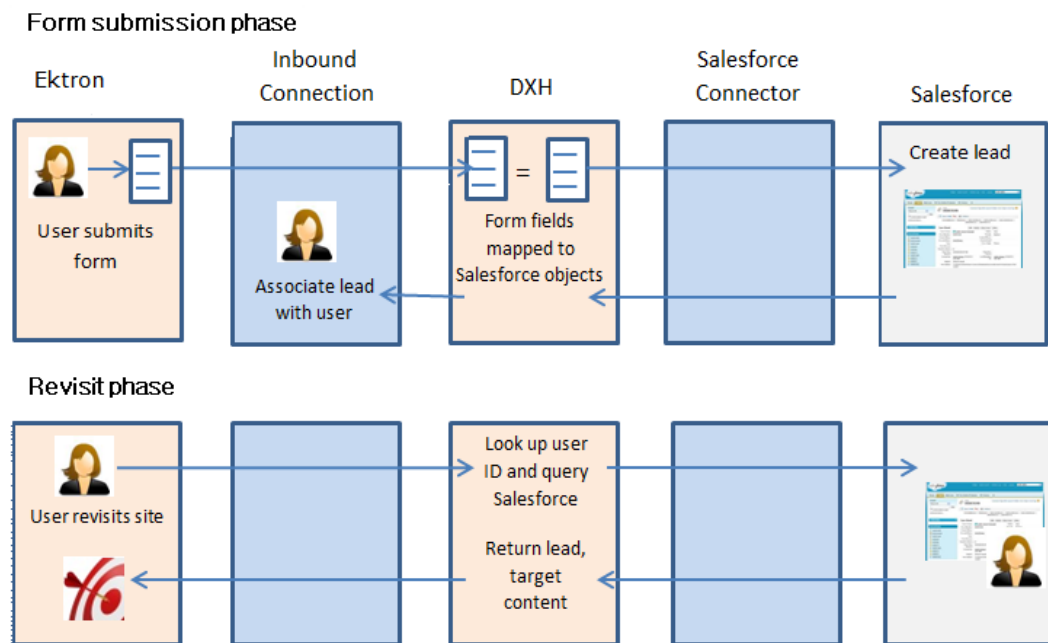 Form submission phase
Ektron
Inbound
Connection
DXH
Salesforce
Connector
Salesforce
User submits
form
Associate lead
with user
=
Form fields
mapped to
Salesforce objects
Create lead
Revisit phase
User revisits site
Look up user
ID and query
Salesforce
Return lead,
target
content